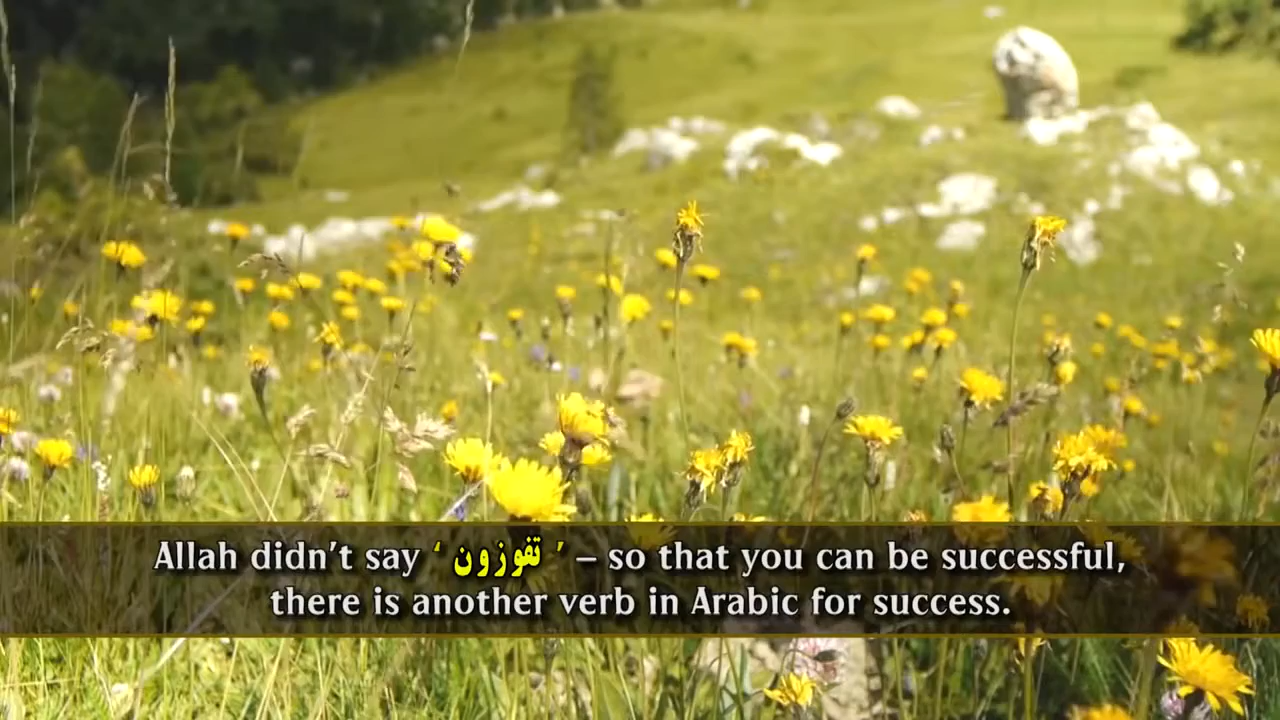 Allah didn't say ‘ تفوزون ’ – so that you can be successful,
there is another verb in Arabic for success.